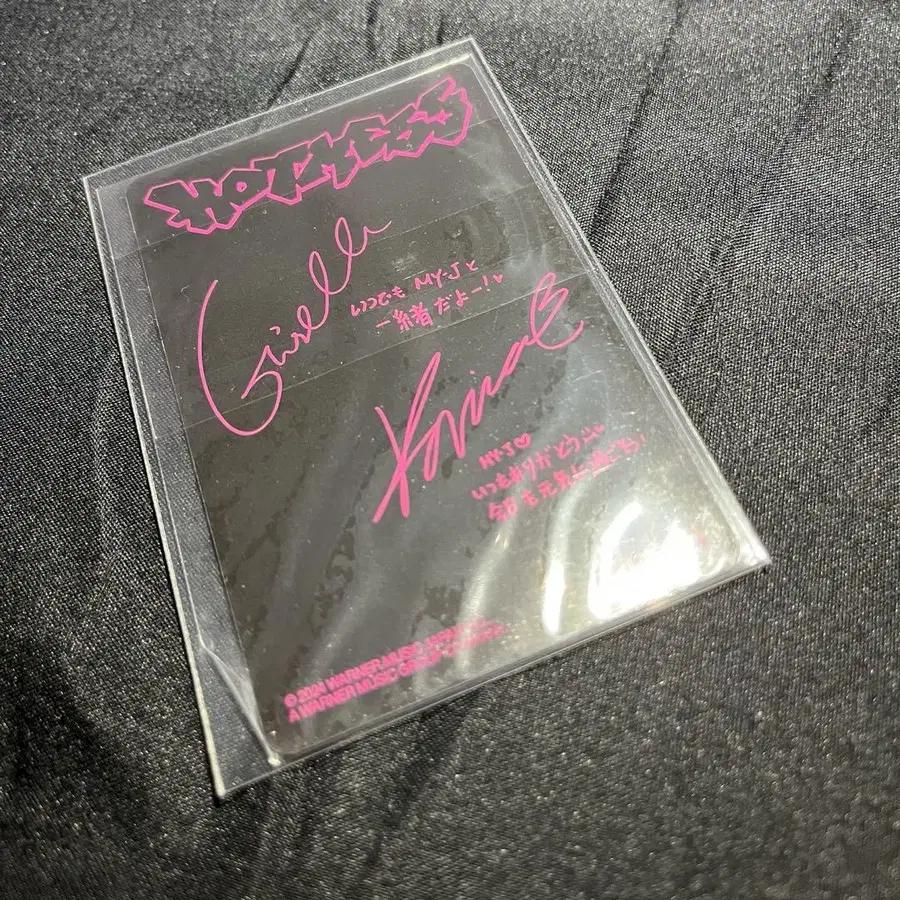 HOT MESS
Giselle
いつでも MY-J と
一緒だよー!♡
Karina
MY-J♡
いつもありがとう
今日も元気に過ごそう!
© 2024 WARNER MUSIC JAPAN
A WARNER MUSIC GROUP